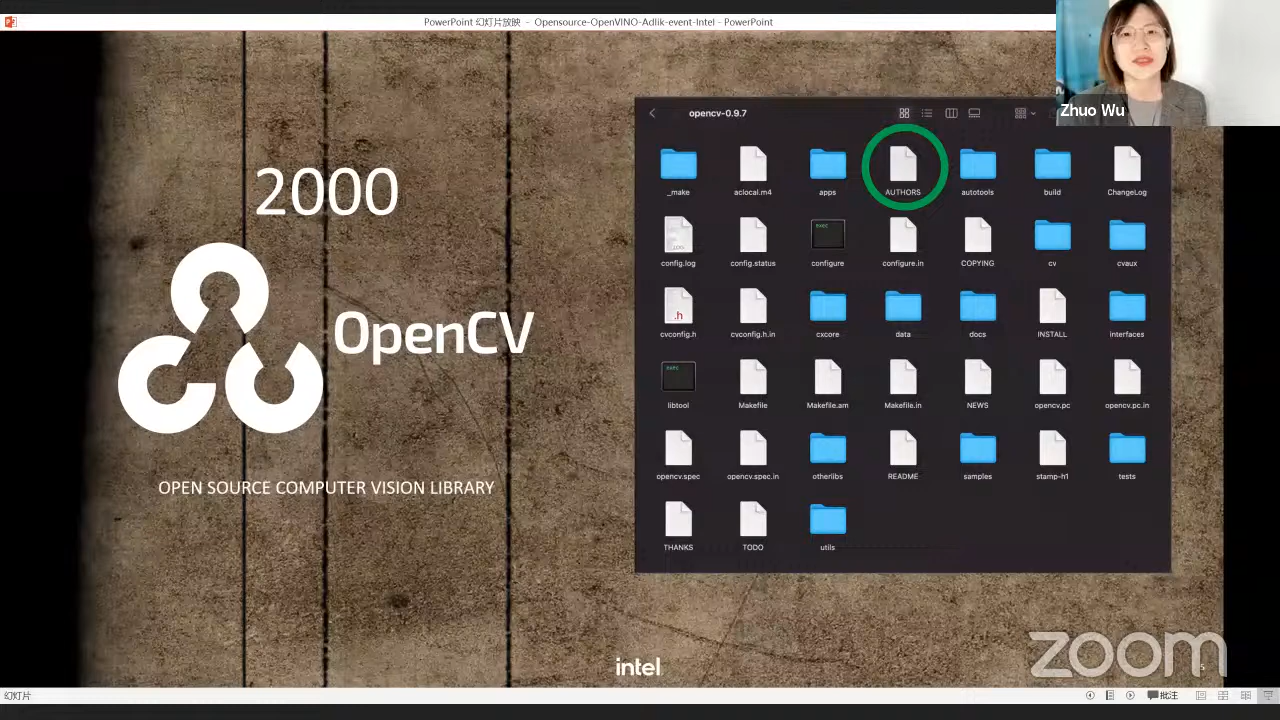 PowerPoint 幻灯片放映 - Opensource-OpenVINO-Adlik-event-Intel - PowerPoint
Zhuo Wu
2000
OpenCV
OPEN SOURCE COMPUTER VISION LIBRARY
opencv-0.9.7
_make aclocal.m4 apps AUTHORS autotools build ChangeLog
config.log config.status configure configure.in COPYING cv cvaux
cvconfig.h cvconfig.h.in cxcore data docs INSTALL interfaces
libtool Makefile Makefile.am Makefile.in NEWS opencv.pc opencv.pc.in
opencv.spec opencv.spec.in otherlibs README samples stamp-h1 tests
THANKS TODO utils
intel
zoom
5
幻灯片
批注